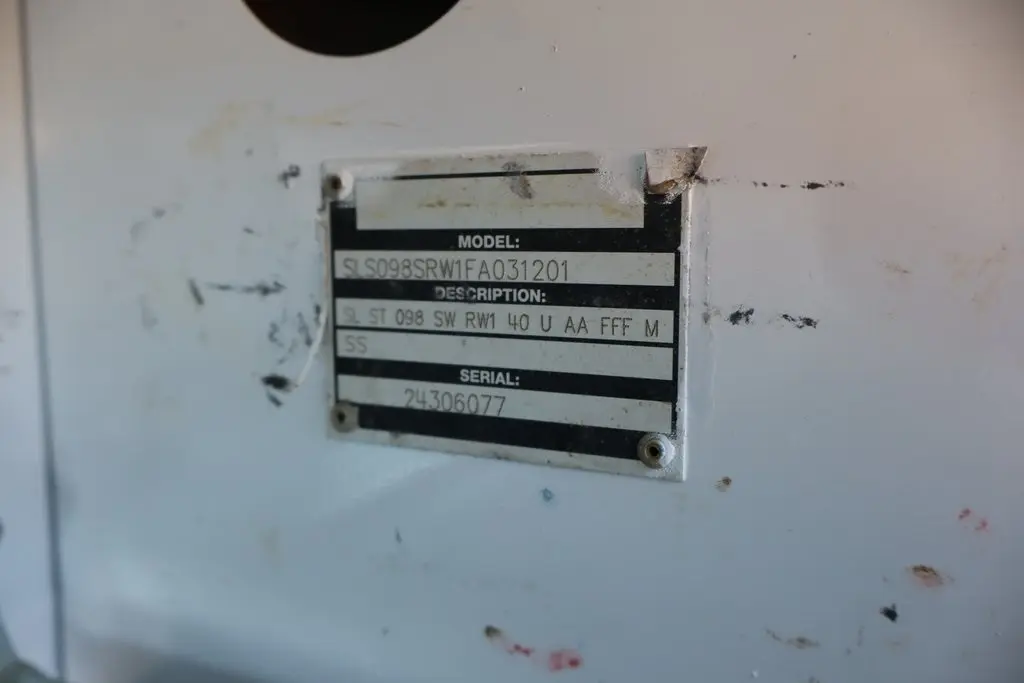 MODEL:
SLS098SRW1FA031201
DESCRIPTION:
SL ST 098 SW RW1 40 U AA FFF M
SS
SERIAL:
24306077